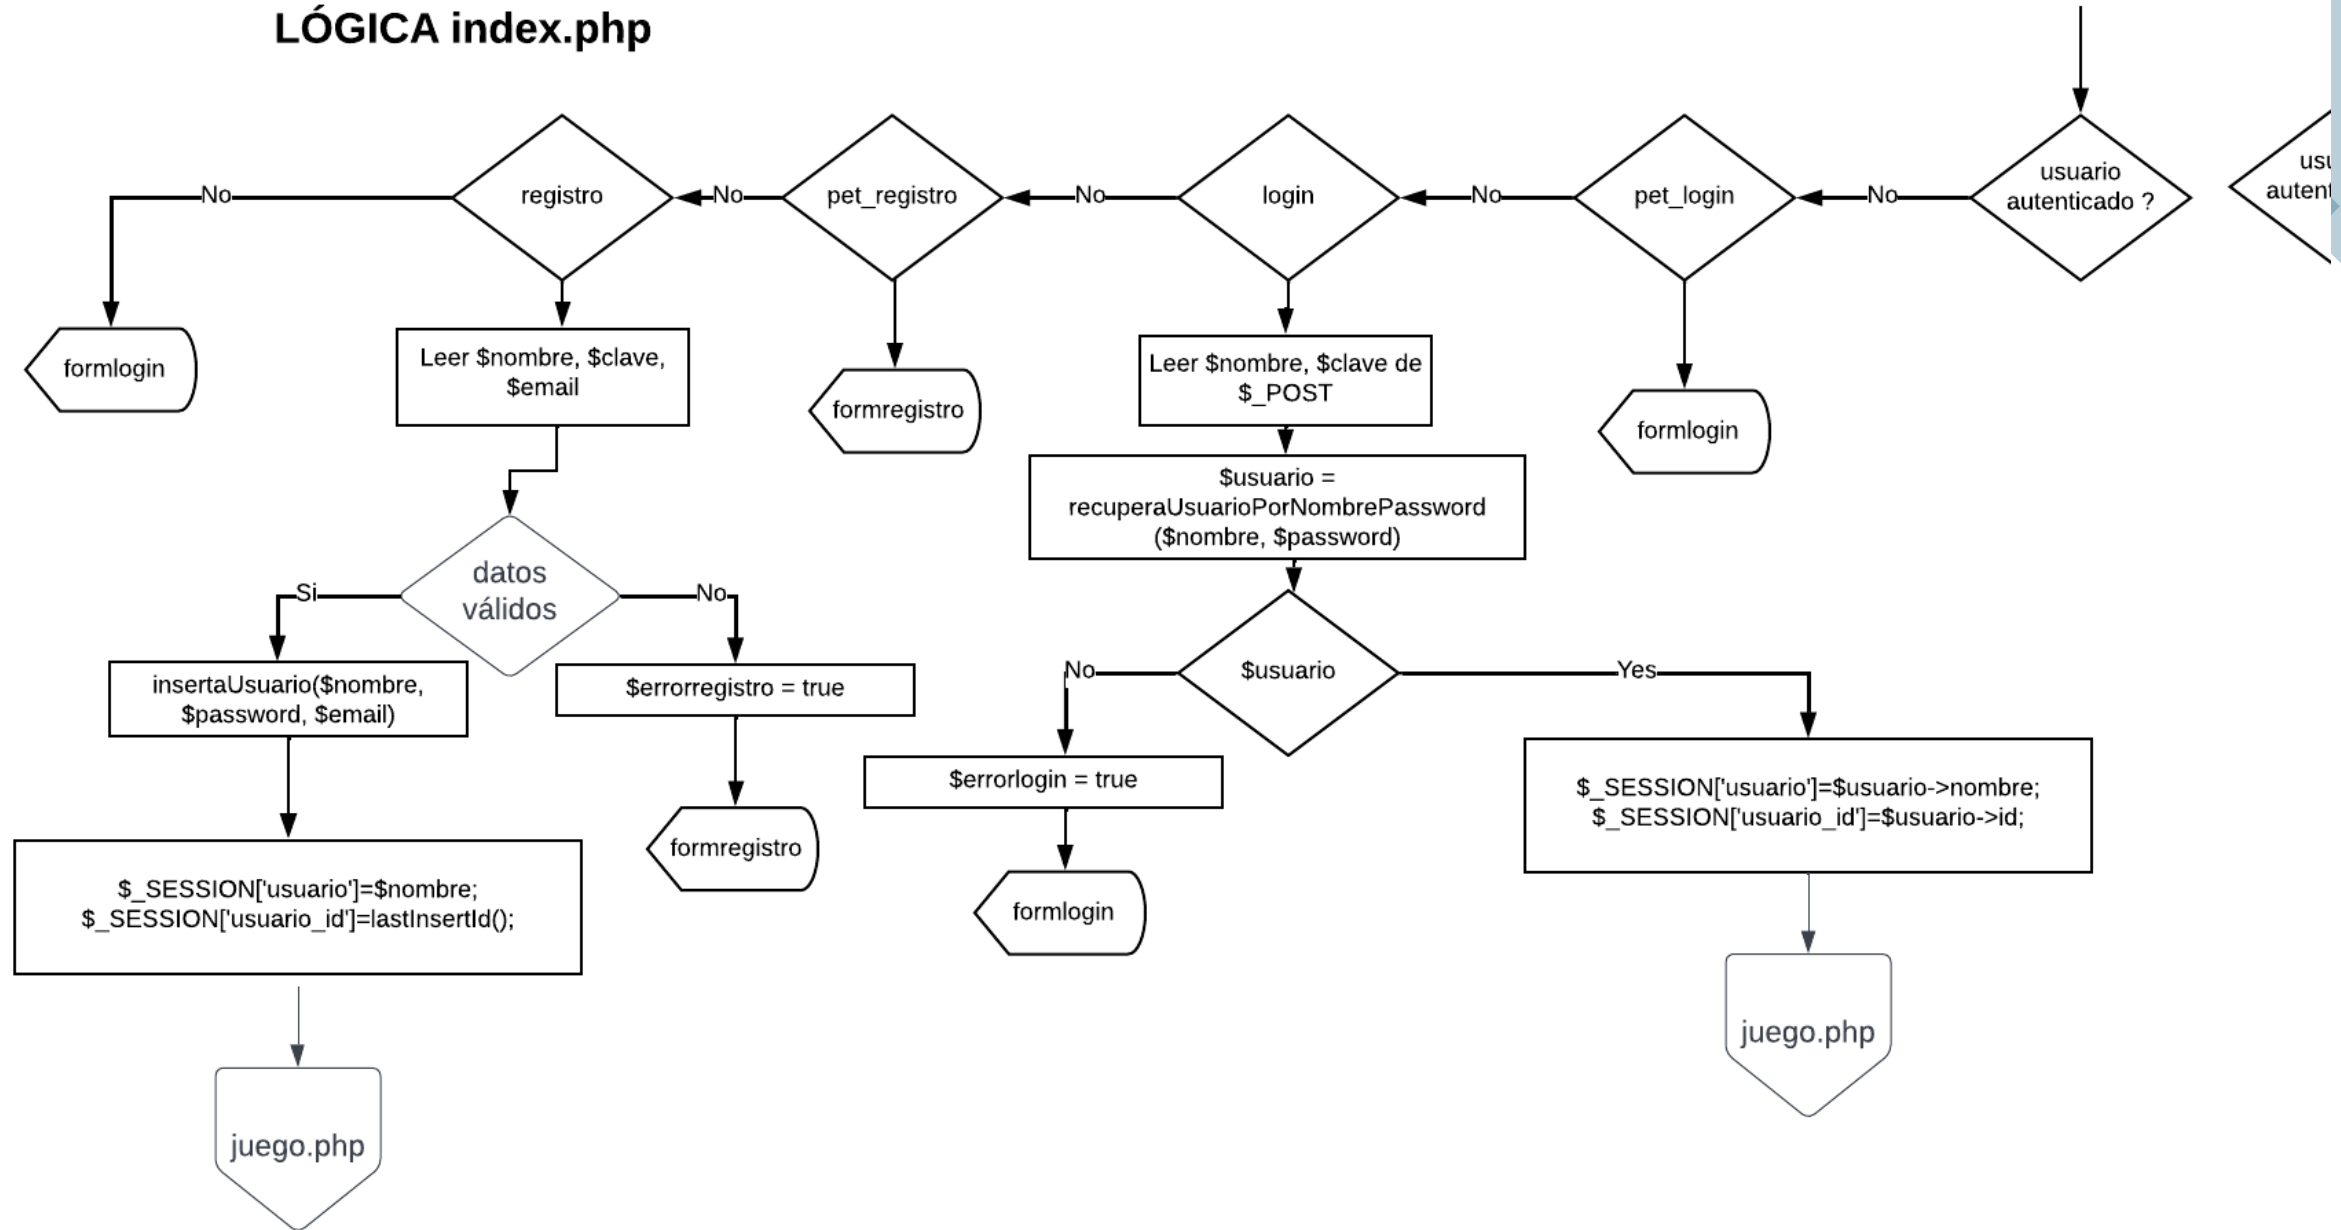 LÓGICA index.php
registro
No
pet_registro
No
login
No
pet_login
No
usuario
autenticado ?
No
formlogin
Leer $nombre, $clave,
$email
formregistro
Leer $nombre, $clave de
$_POST
formlogin
$usuario =
recuperaUsuarioPorNombrePassword
($nombre, $password)
datos
válidos
Si
No
insertaUsuario($nombre,
$password, $email)
$errorregistro = true
$usuario
No
Yes
$errorlogin = true
$_SESSION['usuario']=$usuario->nombre;
$_SESSION['usuario_id']=$usuario->id;
formregistro
$_SESSION['usuario']=$nombre;
$_SESSION['usuario_id']=lastInsertId();
formlogin
juego.php
juego.php